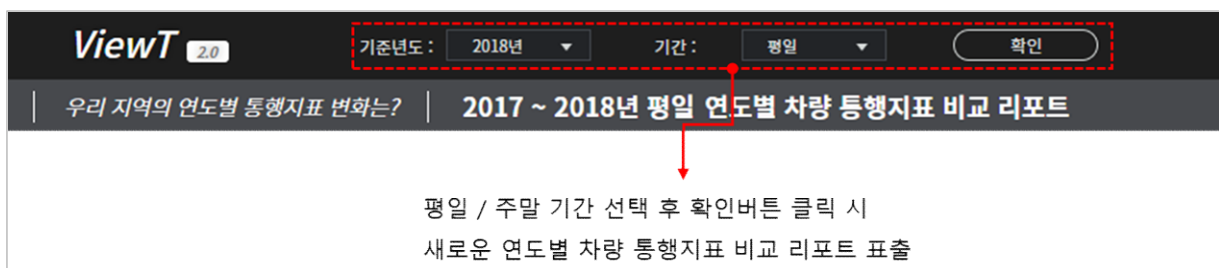 ViewT 2.0 기준년도 : 2018년 기간 : 평일 확인
우리 지역의 연도별 통행지표 변화는? 2017 ~ 2018년 평일 연도별 차량 통행지표 비교 리포트
평일 / 주말 기간 선택 후 확인버튼 클릭 시
새로운 연도별 차량 통행지표 비교 리포트 표출